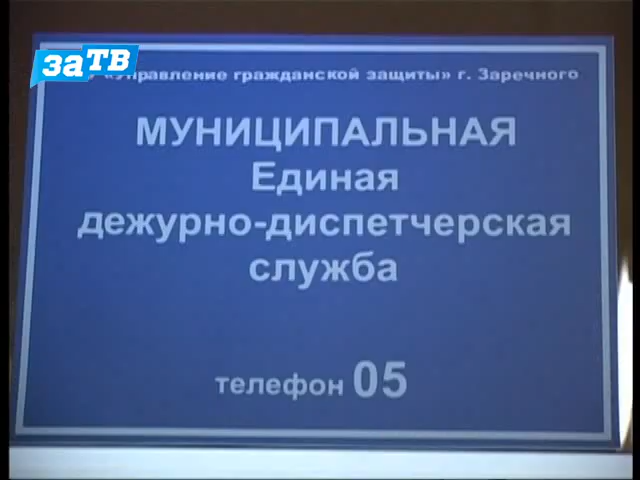 заТВ
«Управление гражданской защиты» г. Заречного
МУНИЦИПАЛЬНАЯ
Единая
дежурно-диспетчерская
служба
телефон 05